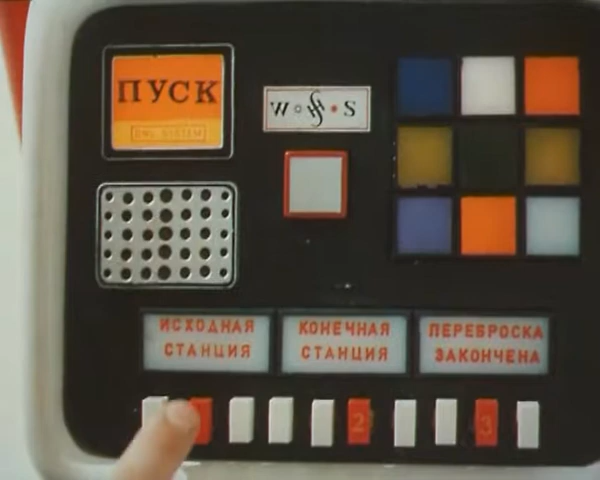 ПУСК
W S
ИСХОДНАЯ
СТАНЦИЯ
КОНЕЧНАЯ
СТАНЦИЯ
ПЕРЕБРОСКА
ЗАКОНЧЕНА
2 3